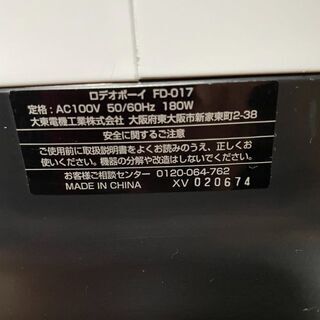 ロデオボーイ FD-017
定格：AC100V 50/60Hz 180W
大東電機工業株式会社 大阪府東大阪市新家東町2-38
安全に関するご注意
ご使用前に取扱説明書をよくお読みのうえ、正しくお
使いください。機器の分解や改造はしないでください。
お客様ご相談センター 0120-064-762
MADE IN CHINA XV 020674